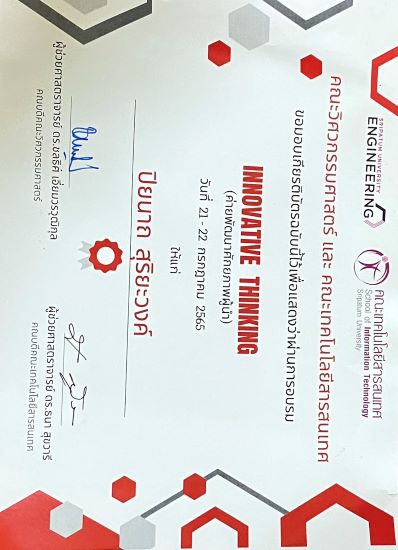 SRIPATUM UNIVERSITY
ENGINEERING
คณะเทคโนโลยีสารสนเทศ
School of Information Technology
Sripatum University
คณะวิศวกรรมศาสตร์ และ คณะเทคโนโลยีสารสนเทศ
ขอมอบเกียรติบัตรฉบับนี้ไว้เพื่อแสดงว่าผ่านการอบรม
INNOVATIVE THINKING
(ค่ายพัฒนาศักยภาพผู้นำ)
วันที่ 21 - 22 กรกฎาคม 2565
ให้แก่
ปิยนาถ สุริยะวงค์
ผู้ช่วยศาสตราจารย์ ดร.ชลธิศ เอี่ยมวรวุฒิกุล
คณบดีคณะวิศวกรรมศาสตร์
ผู้ช่วยศาสตราจารย์ ดร.ธนา สุขวารี
คณบดีคณะเทคโนโลยีสารสนเทศ